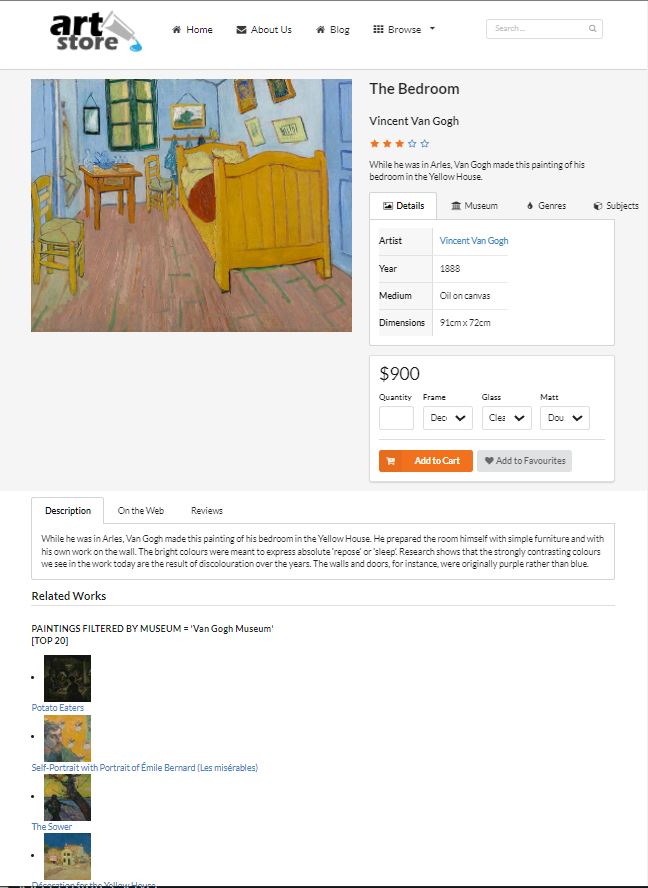 art
store
Home
About Us
Blog
Browse
Search...
The Bedroom
Vincent Van Gogh
While he was in Arles, Van Gogh made this painting of his
bedroom in the Yellow House.
Details
Museum
Genres
Subjects
Artist Vincent Van Gogh
Year 1888
Medium Oil on canvas
Dimensions 91cm x 72cm
$900
Quantity Frame Glass Matt
Dec Clea Dou
Add to Cart
Add to Favourites
Description On the Web Reviews
While he was in Arles, Van Gogh made this painting of his bedroom in the Yellow House. He prepared the room himself with simple furniture and with
his own work on the wall. The bright colours were meant to express absolute 'repose' or 'sleep'. Research shows that the strongly contrasting colours
we see in the work today are the result of discolouration over the years. The walls and doors, for instance, were originally purple rather than blue.
Related Works
PAINTINGS FILTERED BY MUSEUM = 'Van Gogh Museum'
[TOP 20]
Potato Eaters
Self-Portrait with Portrait of Émile Bernard (Les misérables)
The Sower
Décoration for the Yellow House